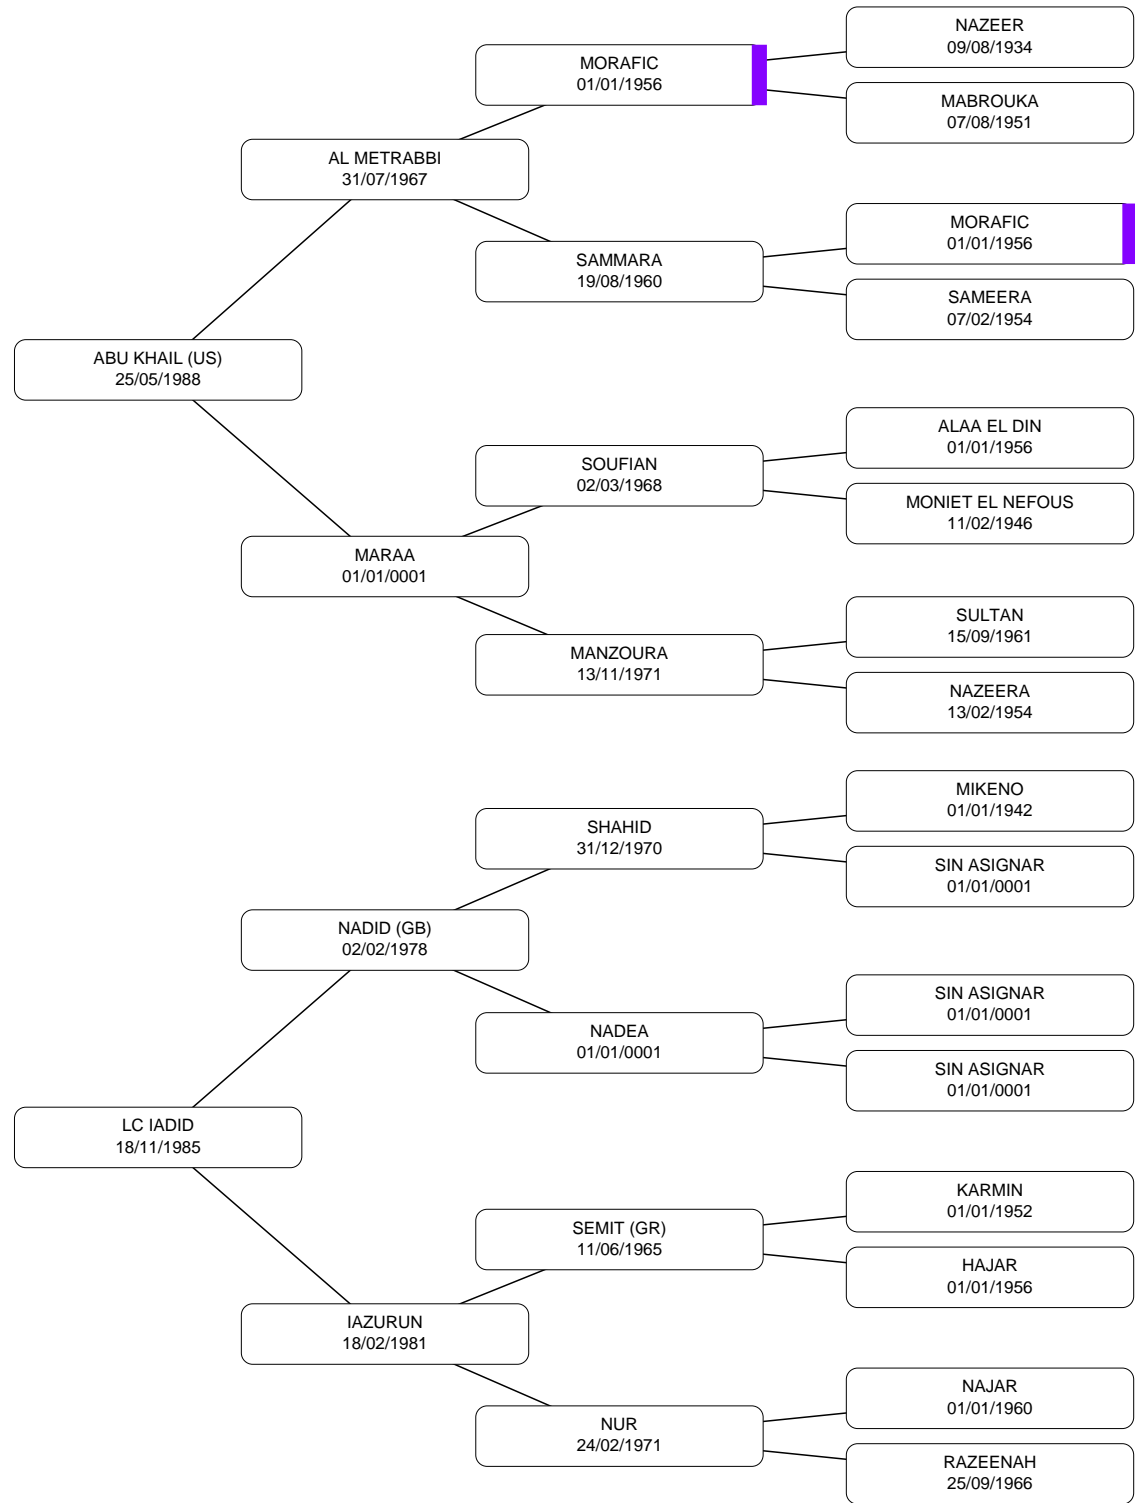 NAZEER
09/08/1934
MORAFIC
01/01/1956
MABROUKA
07/08/1951
AL METRABBI
31/07/1967
MORAFIC
01/01/1956
SAMMARA
19/08/1960
SAMEERA
07/02/1954
ABU KHAIL (US)
25/05/1988
ALAA EL DIN
01/01/1956
SOUFIAN
02/03/1968
MONIET EL NEFOUS
11/02/1946
MARAA
01/01/0001
SULTAN
15/09/1961
MANZOURA
13/11/1971
NAZEERA
13/02/1954
MIKENO
01/01/1942
SHAHID
31/12/1970
SIN ASIGNAR
01/01/0001
NADID (GB)
02/02/1978
SIN ASIGNAR
01/01/0001
NADEA
01/01/0001
SIN ASIGNAR
01/01/0001
LC IADID
18/11/1985
KARMIN
01/01/1952
SEMIT (GR)
11/06/1965
HAJAR
01/01/1956
IAZURUN
18/02/1981
NAJAR
01/01/1960
NUR
24/02/1971
RAZEENAH
25/09/1966